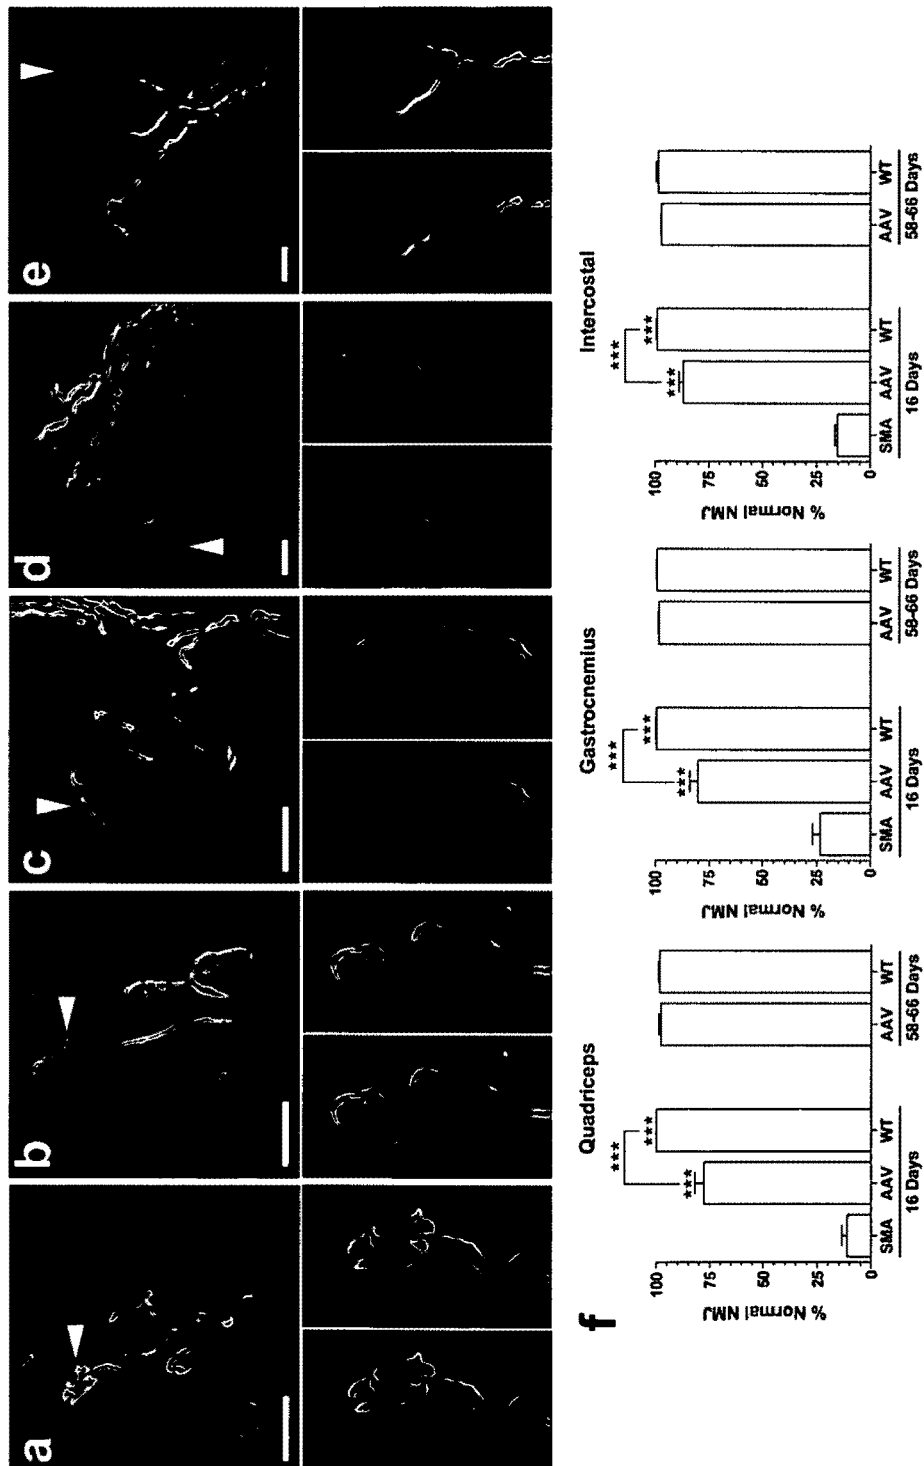 a
b
c
d
e
f
Quadriceps
% Normal NMJ
100
75
50
25
0
***
***
***
SMA
AAV
WT
AAV
WT
16 Days
58-66 Days
Gastrocnemius
% Normal NMJ
100
75
50
25
0
***
***
***
SMA
AAV
WT
AAV
WT
16 Days
58-66 Days
Intercostal
% Normal NMJ
100
75
50
25
0
***
***
***
SMA
AAV
WT
AAV
WT
16 Days
58-66 Days